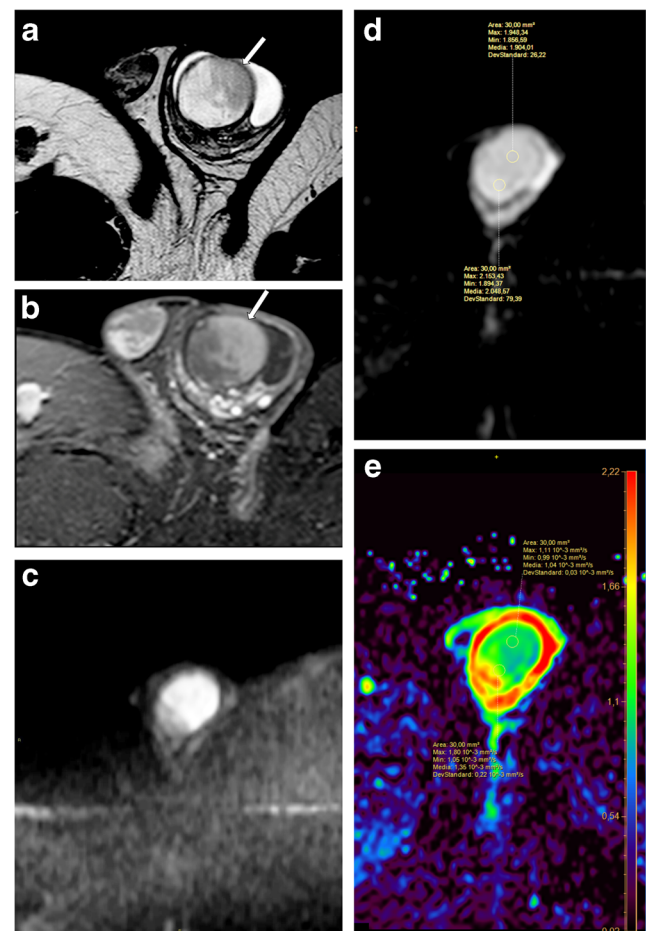 a
b
c
d
Area: 30,00 mm²
Max: 1.948,34
Min: 1.856,59
Media: 1.904,01
DevStandard: 26,22
Area: 30,00 mm²
Max: 2.153,43
Min: 1.894,37
Media: 2.048,57
DevStandard: 79,39
e
2,22
Area: 30,00 mm²
Max: 1,11 10^-3 mm²/s
Min: 0,99 10^-3 mm²/s
Media: 1,04 10^-3 mm²/s
DevStandard: 0,03 10^-3 mm²/s
1,66
1,1
Area: 30,00 mm²
Max: 1,80 10^-3 mm²/s
Min: 1,05 10^-3 mm²/s
Media: 1,35 10^-3 mm²/s
DevStandard: 0,22 10^-3 mm²/s
0,54